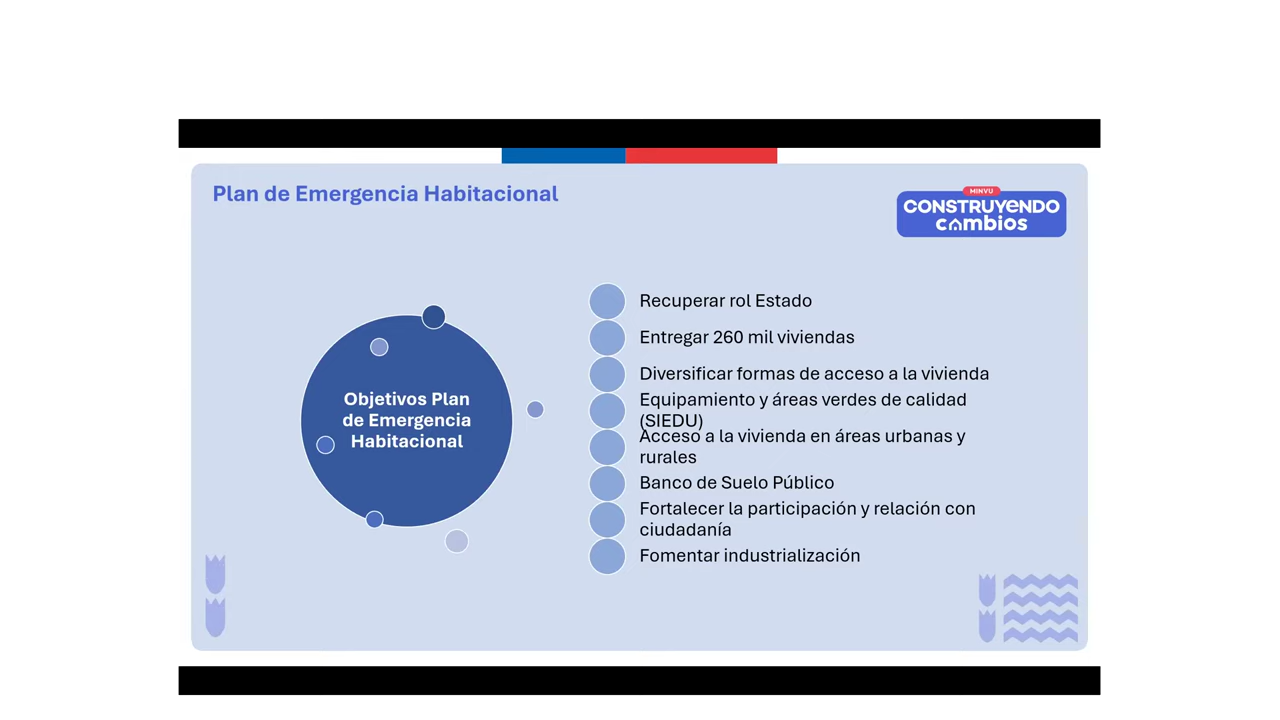 Plan de Emergencia Habitacional
MINVU
CONSTRUYENDO
cambios
Objetivos Plan
de Emergencia
Habitacional
Recuperar rol Estado
Entregar 260 mil viviendas
Diversificar formas de acceso a la vivienda
Equipamiento y áreas verdes de calidad
(SIEDU)
Acceso a la vivienda en áreas urbanas y
rurales
Banco de Suelo Público
Fortalecer la participación y relación con
ciudadanía
Fomentar industrialización